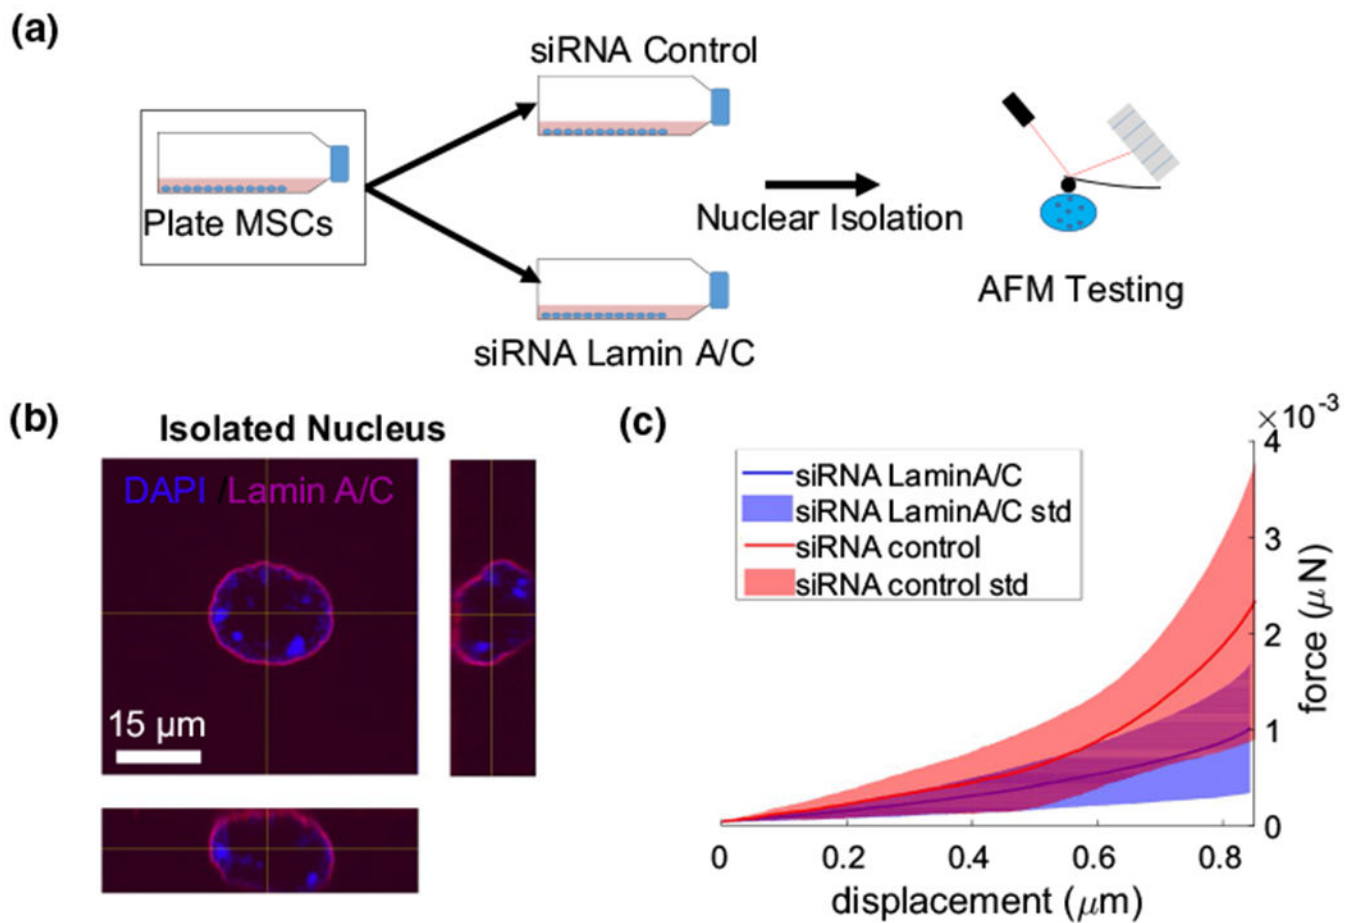 (a)
siRNA Control
Plate MSCs
Nuclear Isolation
AFM Testing
siRNA Lamin A/C
(b)
Isolated Nucleus
DAPI /Lamin A/C
15 μm
(c)
×10-3
siRNA LaminA/C
siRNA LaminA/C std
siRNA control
siRNA control std
4
3
2
1
0
force (μN)
0 0.2 0.4 0.6 0.8
displacement (μm)